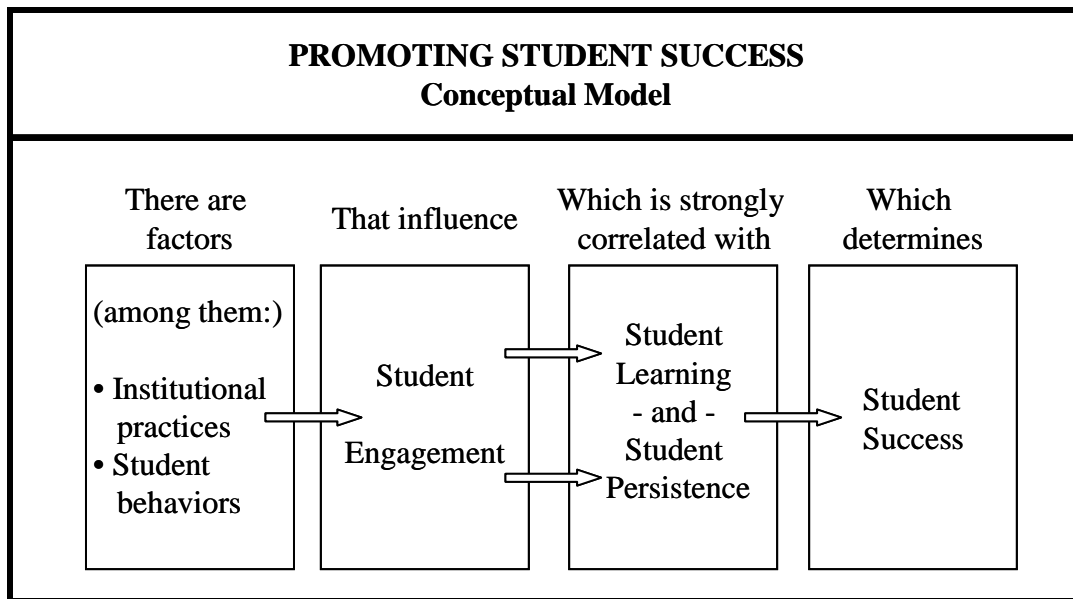 PROMOTING STUDENT SUCCESS
Conceptual Model
There are
factors
(among them:)
• Institutional
practices
• Student
behaviors
That influence
Student
Engagement
Which is strongly
correlated with
Student
Learning
- and -
Student
Persistence
Which
determines
Student
Success